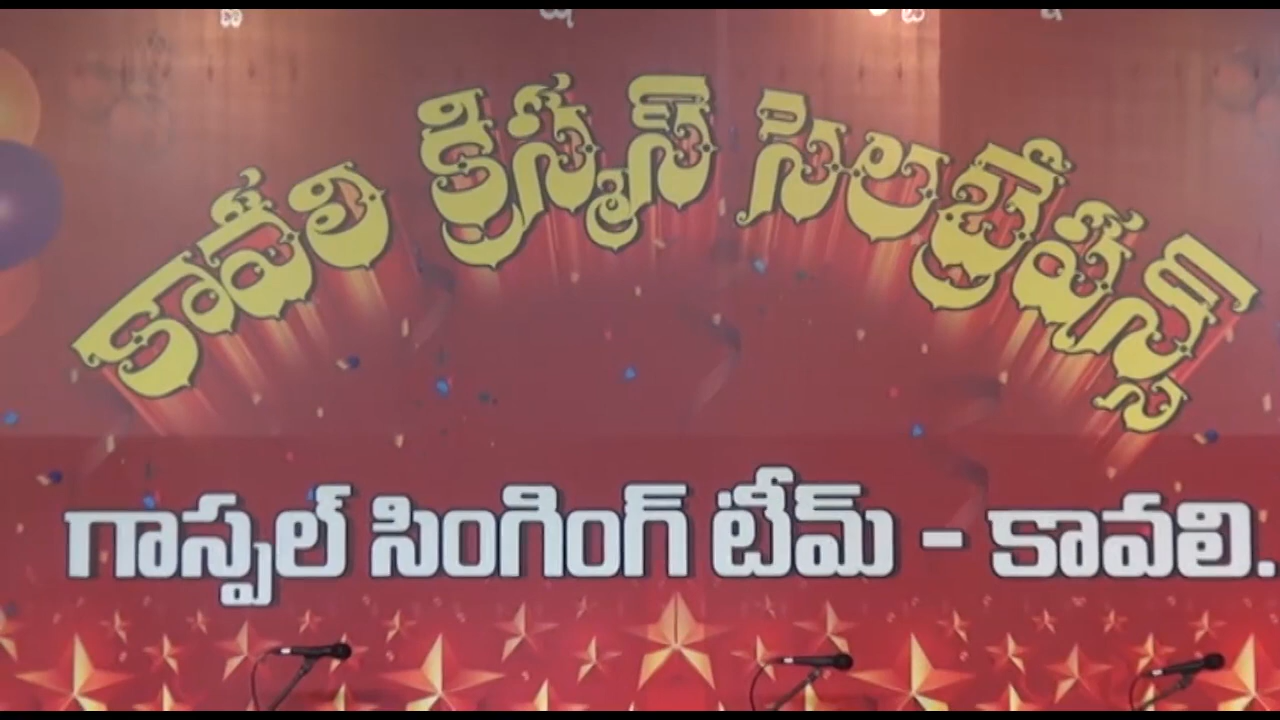 కావలి క్రిస్మస్ సెలబ్రేషన్స్
గాస్పల్ సింగింగ్ టీమ్ - కావలి.